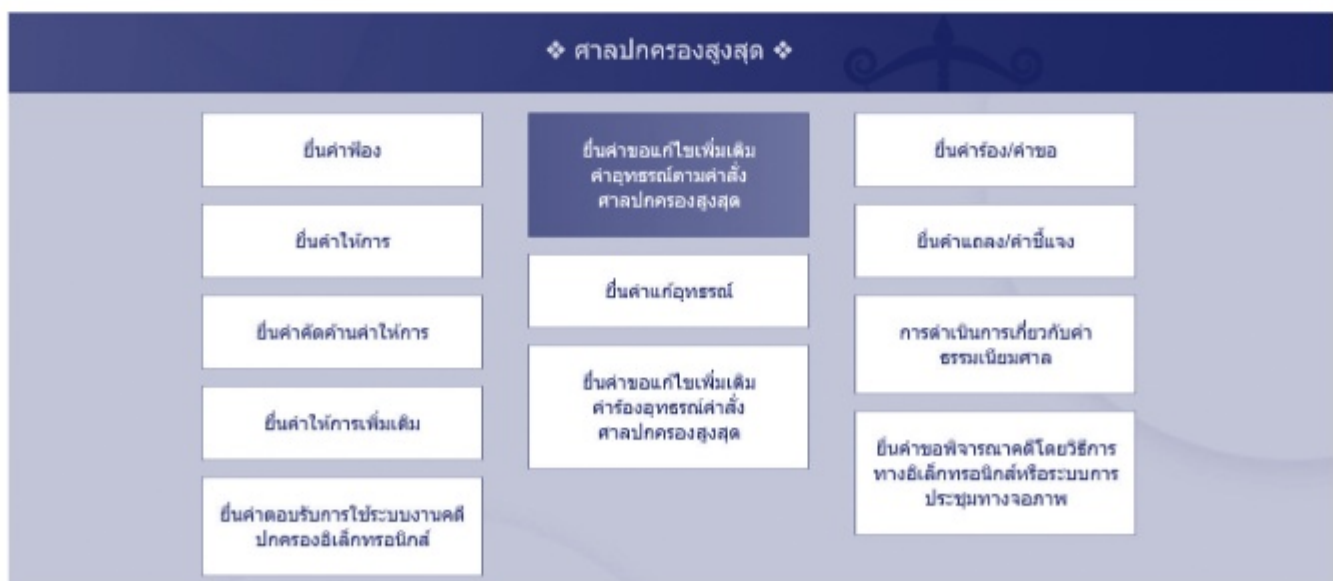 ❖ ศาลปกครองสูงสุด ❖
ยื่นคำฟ้อง
ยื่นคำให้การ
ยื่นคำคัดค้านคำให้การ
ยื่นคำให้การเพิ่มเติม
ยื่นคำตอบรับการใช้ระบบงานคดี
ปกครองอิเล็กทรอนิกส์
ยื่นคำขอแก้ไขเพิ่มเติม
คำอุทธรณ์ตามคำสั่ง
ศาลปกครองสูงสุด
ยื่นคำแก้อุทธรณ์
ยื่นคำขอแก้ไขเพิ่มเติม
คำร้องอุทธรณ์คำสั่ง
ศาลปกครองสูงสุด
ยื่นคำร้อง/คำขอ
ยื่นคำแถลง/คำชี้แจง
การดำเนินการเกี่ยวกับค่า
ธรรมเนียมศาล
ยื่นคำขอพิจารณาคดีโดยวิธีการ
ทางอิเล็กทรอนิกส์หรือระบบการ
ประชุมทางจอภาพ